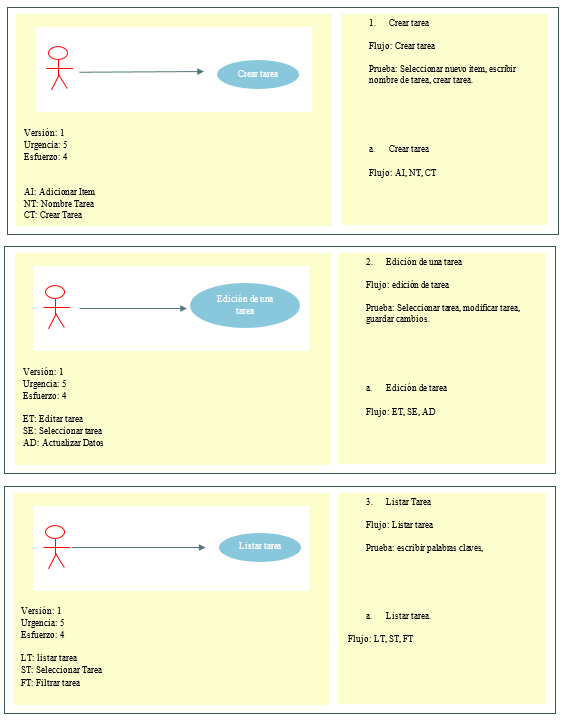 Crear tarea
Versión: 1
Urgencia: 5
Esfuerzo: 4
AI: Adicionar Item
NT: Nombre Tarea
CT: Crear Tarea
1. Crear tarea
Flujo: Crear tarea
Prueba: Seleccionar nuevo item, escribir
nombre de tarea, crear tarea.
a. Crear tarea
Flujo: AI, NT, CT
Edición de una
tarea
Versión: 1
Urgencia: 5
Esfuerzo: 4
ET: Editar tarea
SE: Seleccionar tarea
AD: Actualizar Datos
2. Edición de una tarea
Flujo: edición de tarea
Prueba: Seleccionar tarea, modificar tarea,
guardar cambios.
a. Edición de tarea
Flujo: ET, SE, AD
Listar tarea
Versión: 1
Urgencia: 5
Esfuerzo: 4
LT: listar tarea
ST: Seleccionar Tarea
FT: Filtrar tarea
3. Listar Tarea
Flujo: Listar tarea
Prueba: escribir palabras claves,
a. Listar tarea.
Flujo: LT, ST, FT